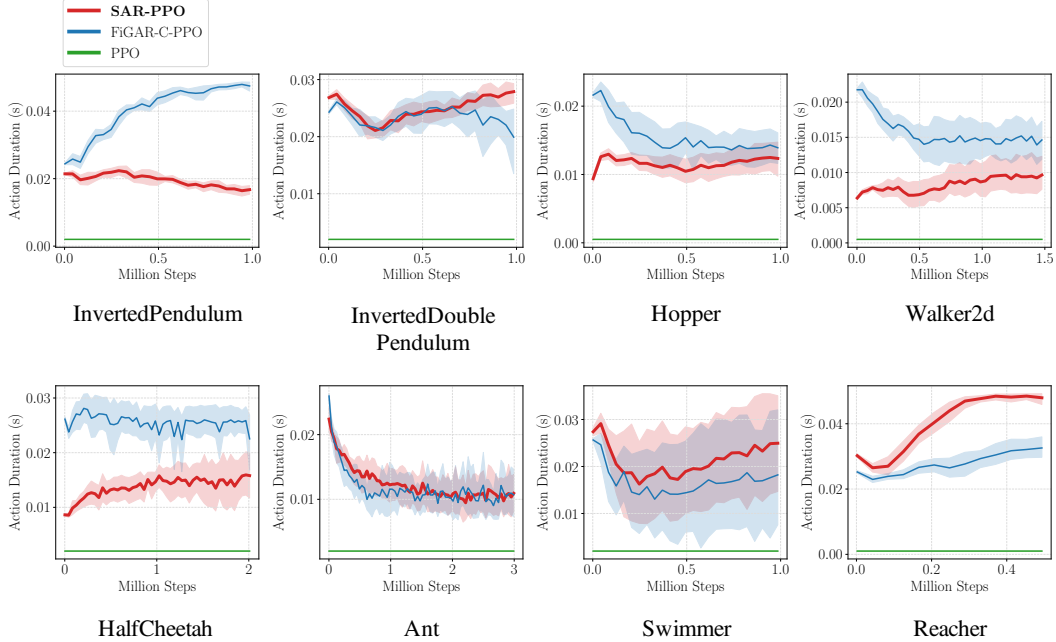 SAR-PPO
FiGAR-C-PPO
PPO
Action Duration (s)
0.04
0.02
0.00
0.0
0.5
1.0
Million Steps
InvertedPendulum
Action Duration (s)
0.03
0.02
0.01
0.0
0.5
1.0
Million Steps
InvertedDouble
Pendulum
Action Duration (s)
0.02
0.01
0.00
0.0
0.5
1.0
Million Steps
Hopper
Action Duration (s)
0.020
0.015
0.010
0.005
0.000
0.0
0.5
1.0
1.5
Million Steps
Walker2d
Action Duration (s)
0.03
0.02
0.01
0
1
2
Million Steps
HalfCheetah
Action Duration (s)
0.03
0.02
0.01
0
1
2
3
Million Steps
Ant
Action Duration (s)
0.03
0.02
0.01
0.0
0.5
1.0
Million Steps
Swimmer
Action Duration (s)
0.04
0.02
0.00
0.0
0.2
0.4
Million Steps
Reacher